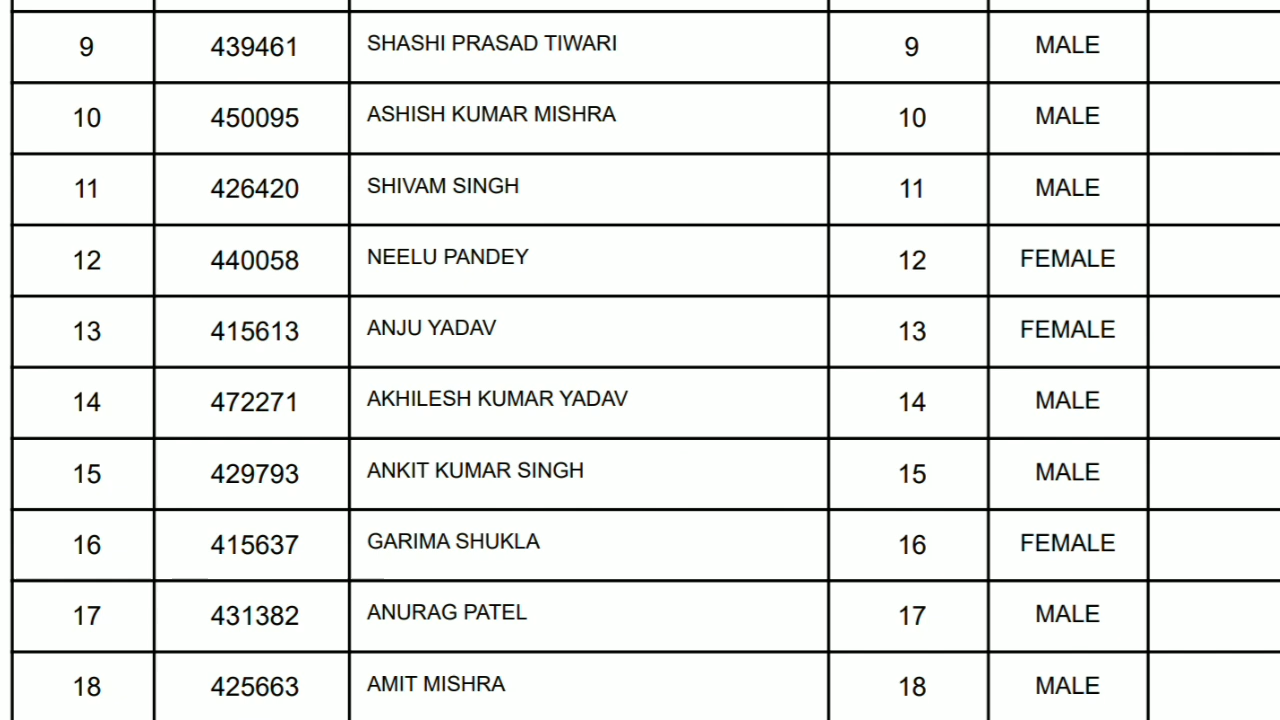 9 439461 SHASHI PRASAD TIWARI 9 MALE
10 450095 ASHISH KUMAR MISHRA 10 MALE
11 426420 SHIVAM SINGH 11 MALE
12 440058 NEELU PANDEY 12 FEMALE
13 415613 ANJU YADAV 13 FEMALE
14 472271 AKHILESH KUMAR YADAV 14 MALE
15 429793 ANKIT KUMAR SINGH 15 MALE
16 415637 GARIMA SHUKLA 16 FEMALE
17 431382 ANURAG PATEL 17 MALE
18 425663 AMIT MISHRA 18 MALE